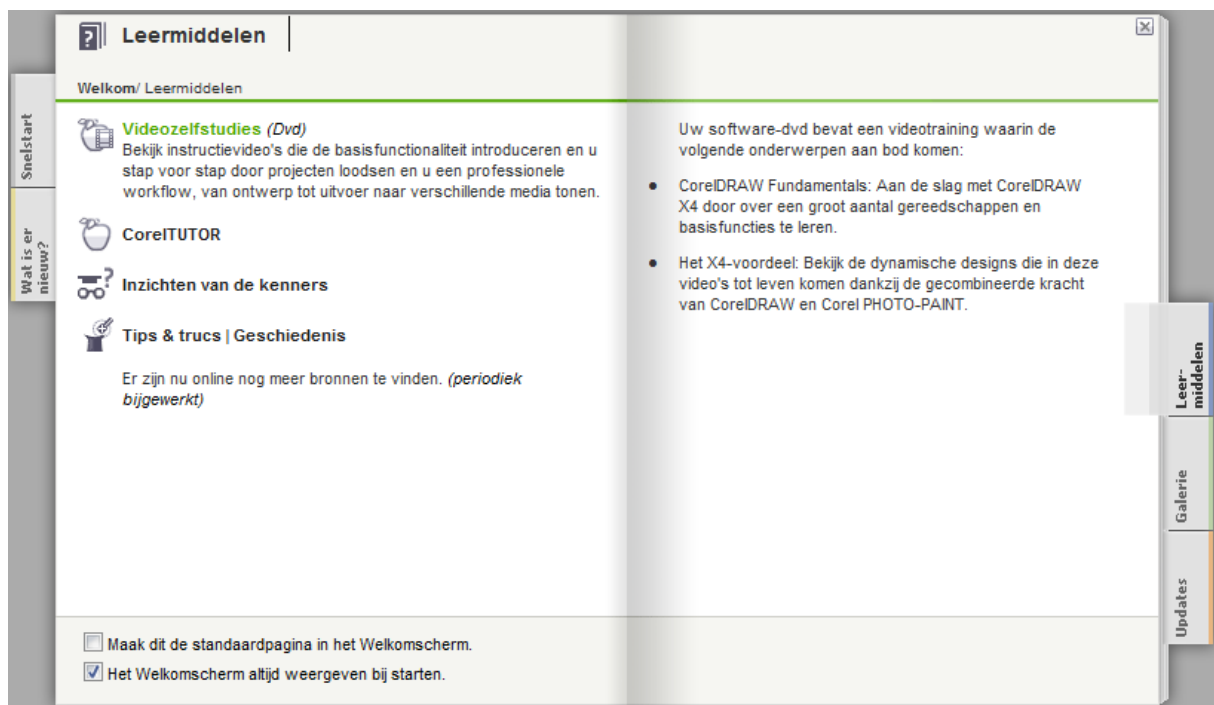 Leermiddelen
Welkom/ Leermiddelen
Snelstart
Wat is er
nieuw?
Videozelfstudies (Dvd)
Bekijk instructievideo's die de basisfunctionaliteit introduceren en u
stap voor stap door projecten loodsen en u een professionele
workflow, van ontwerp tot uitvoer naar verschillende media tonen.
CorelTUTOR
Inzichten van de kenners
Tips & trucs | Geschiedenis
Er zijn nu online nog meer bronnen te vinden. (periodiek
bijgewerkt)
Uw software-dvd bevat een videotraining waarin de
volgende onderwerpen aan bod komen:
● CorelDRAW Fundamentals: Aan de slag met CorelDRAW
X4 door over een groot aantal gereedschappen en
basisfuncties te leren.
● Het X4-voordeel: Bekijk de dynamische designs die in deze
video's tot leven komen dankzij de gecombineerde kracht
van CorelDRAW en Corel PHOTO-PAINT.
Leer-
middelen
Galerie
Updates
Maak dit de standaardpagina in het Welkomscherm.
Het Welkomscherm altijd weergeven bij starten.